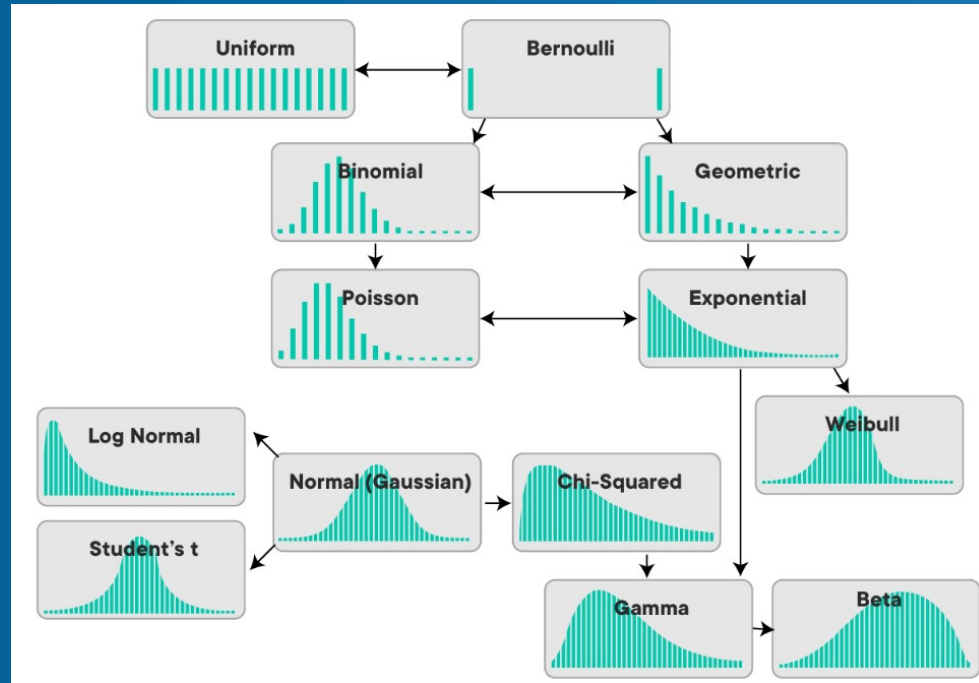 Uniform
Bernoulli
Binomial
Geometric
Poisson
Exponential
Log Normal
Weibull
Normal (Gaussian)
Chi-Squared
Student's t
Gamma
Beta